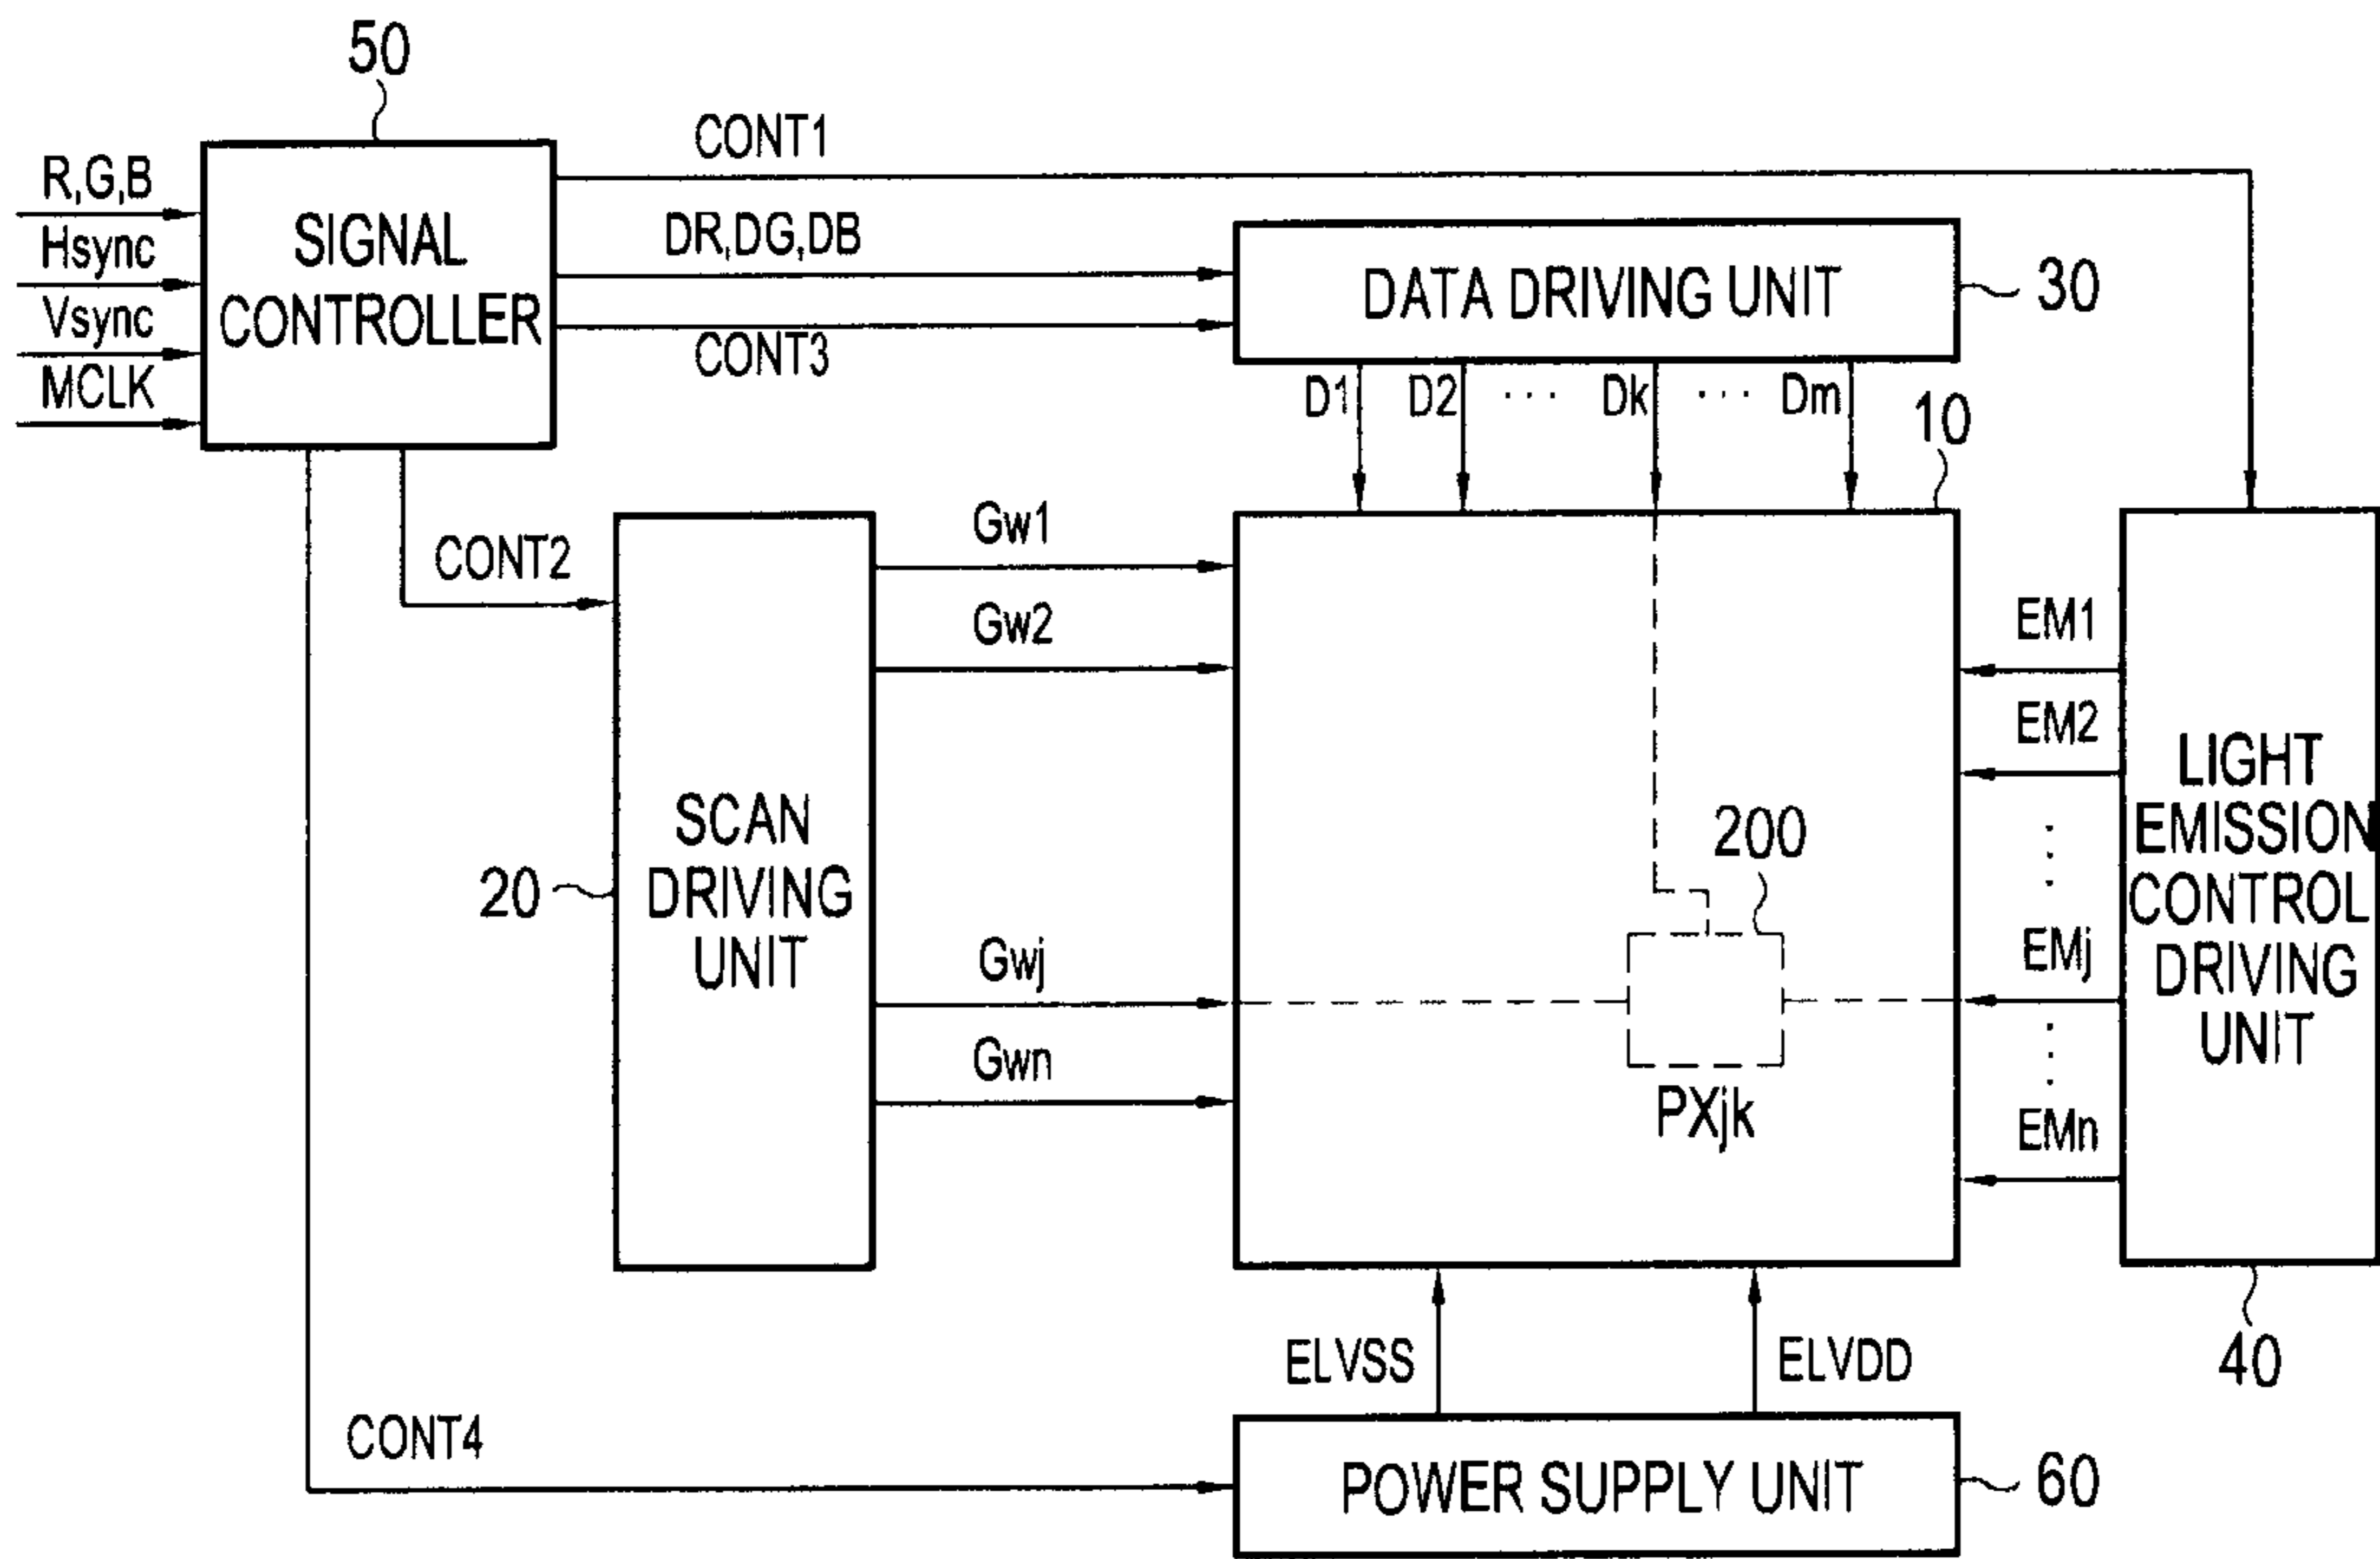 50
CONT1
R,G,B
Hsync
Vsync
MCLK
SIGNAL
CONTROLLER
DR,DG,DB
CONT3
DATA DRIVING UNIT
30
D1 D2 ··· Dk ··· Dm
10
CONT2
Gw1
Gw2
Gwj
Gwn
SCAN
DRIVING
UNIT
20
200
PXjk
EM1
EM2
EMj
EMn
LIGHT
EMISSION
CONTROL
DRIVING
UNIT
40
ELVSS
ELVDD
CONT4
POWER SUPPLY UNIT
60